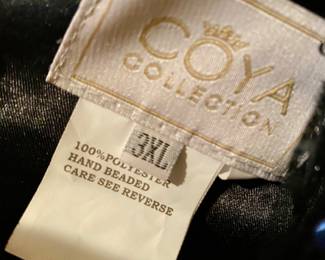 COYA
COLLECTION
3XL
100% POLYESTER
HAND BEADED
CARE SEE REVERSE